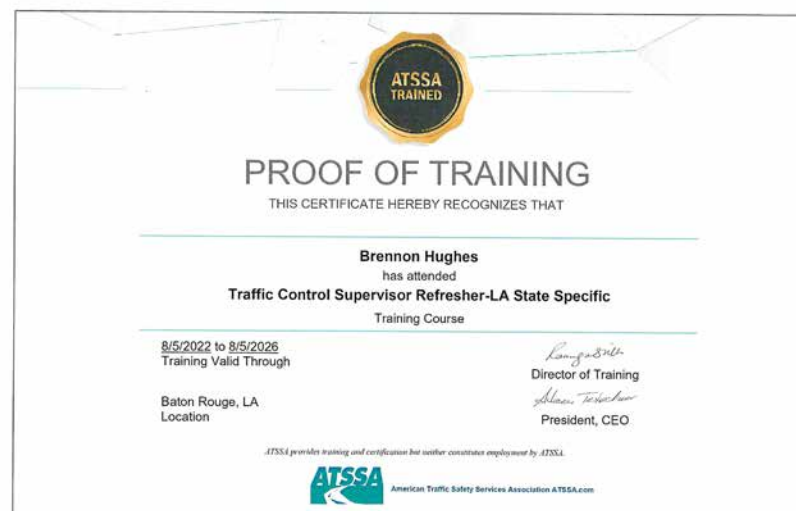 ATSSA
TRAINED
PROOF OF TRAINING
THIS CERTIFICATE HEREBY RECOGNIZES THAT
Brennon Hughes
has attended
Traffic Control Supervisor Refresher-LA State Specific
Training Course
8/5/2022 to 8/5/2026
Training Valid Through
Director of Training
Baton Rouge, LA
Location
President, CEO
ATSSA provides training and certification but neither constitutes employment by ATSSA.
ATSSA
American Traffic Safety Services Association ATSSA.com